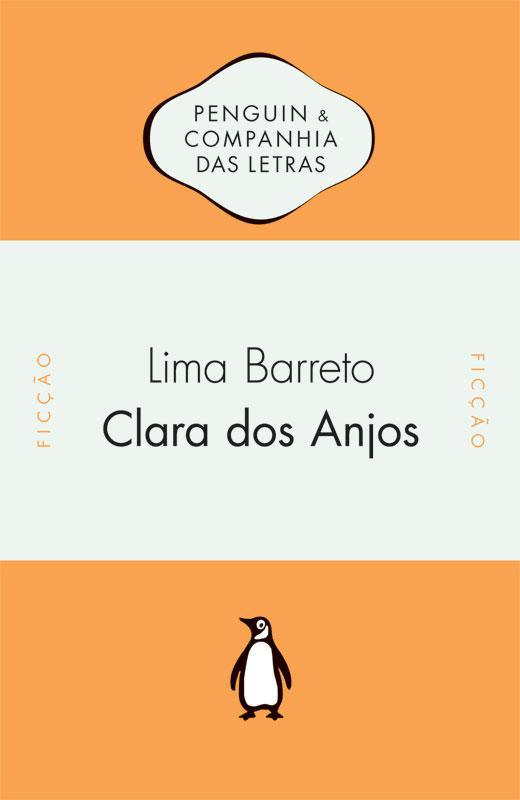 PENGUIN &
COMPANHIA
DAS LETRAS
FICÇÃO
Lima Barreto
Clara dos Anjos
FICÇÃO